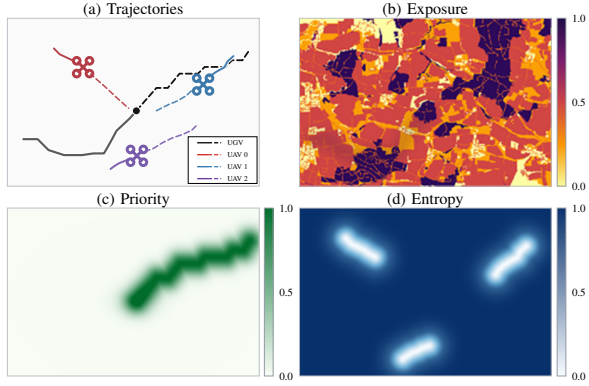 (a) Trajectories
UGV
UAV 0
UAV 1
UAV 2
(b) Exposure
1.0
0.5
0.0
(c) Priority
1.0
0.5
0.0
(d) Entropy
1.0
0.5
0.0